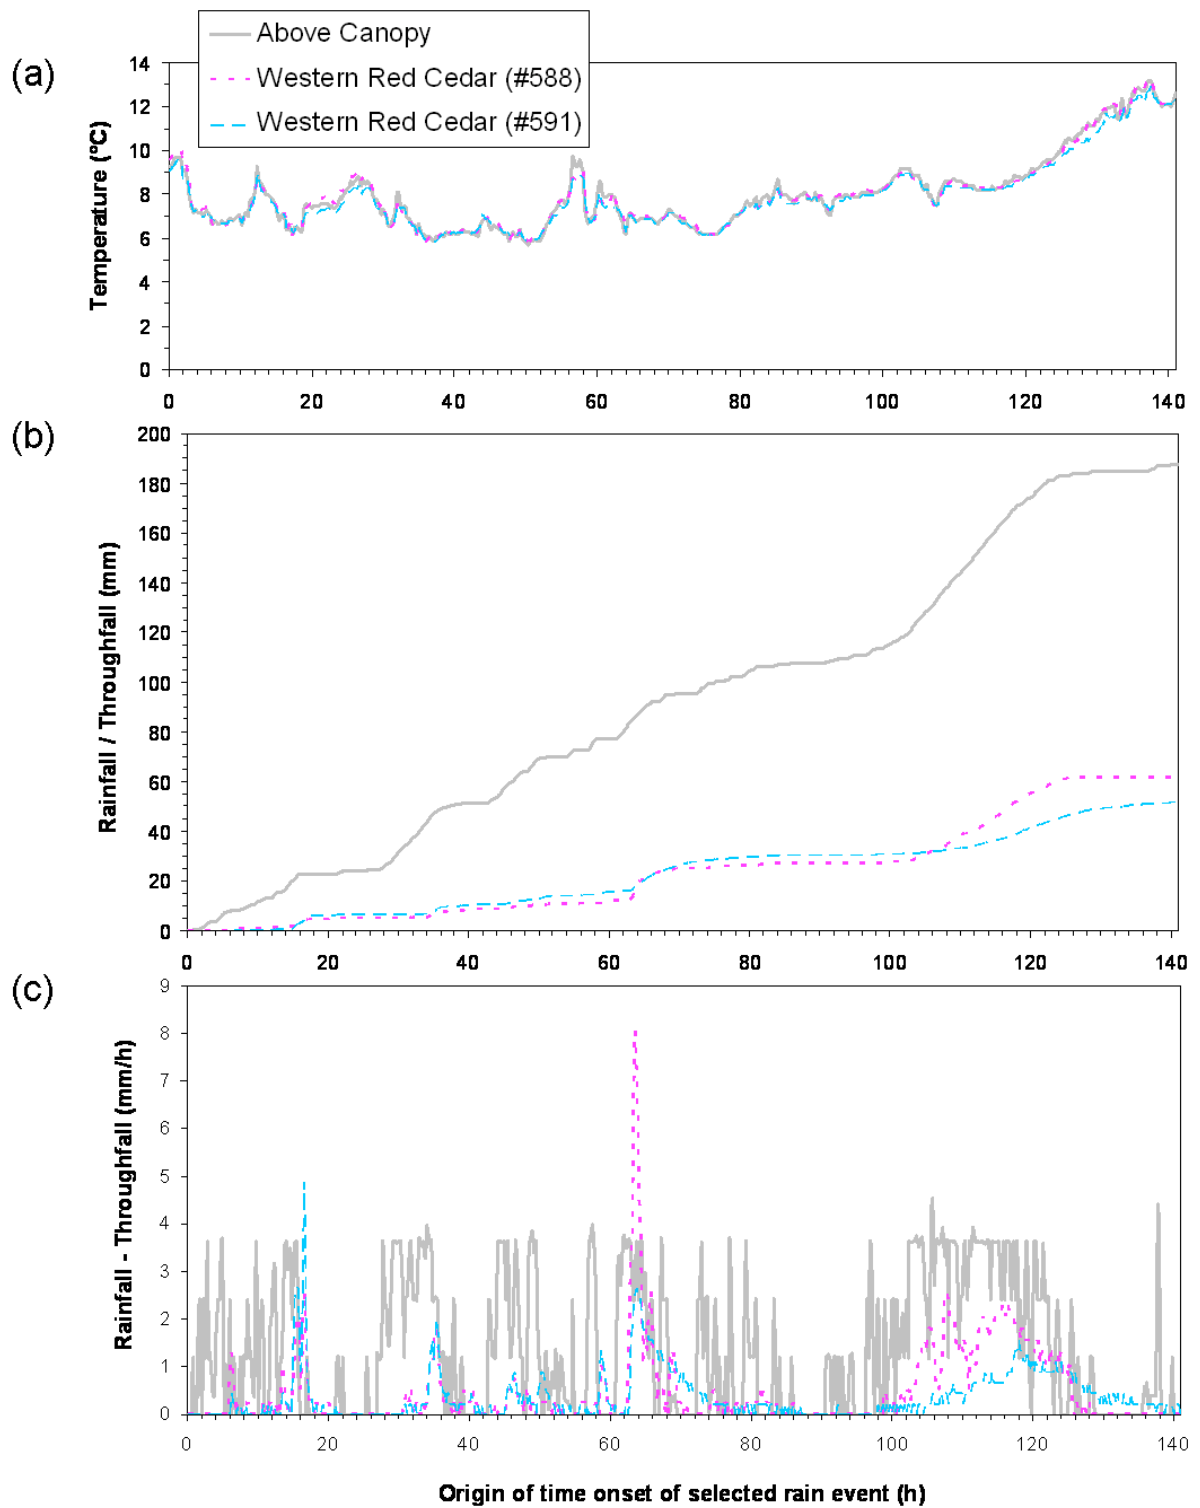 Above Canopy
Western Red Cedar (#588)
Western Red Cedar (#591)
(a)
Temperature (°C)
14
12
10
8
6
4
2
0
0 20 40 60 80 100 120 140
(b)
Rainfall / Throughfall (mm)
200
180
160
140
120
100
80
60
40
20
0
0 20 40 60 80 100 120 140
(c)
Rainfall - Throughfall (mm/h)
9
8
7
6
5
4
3
2
1
0
0 20 40 60 80 100 120 140
Origin of time onset of selected rain event (h)